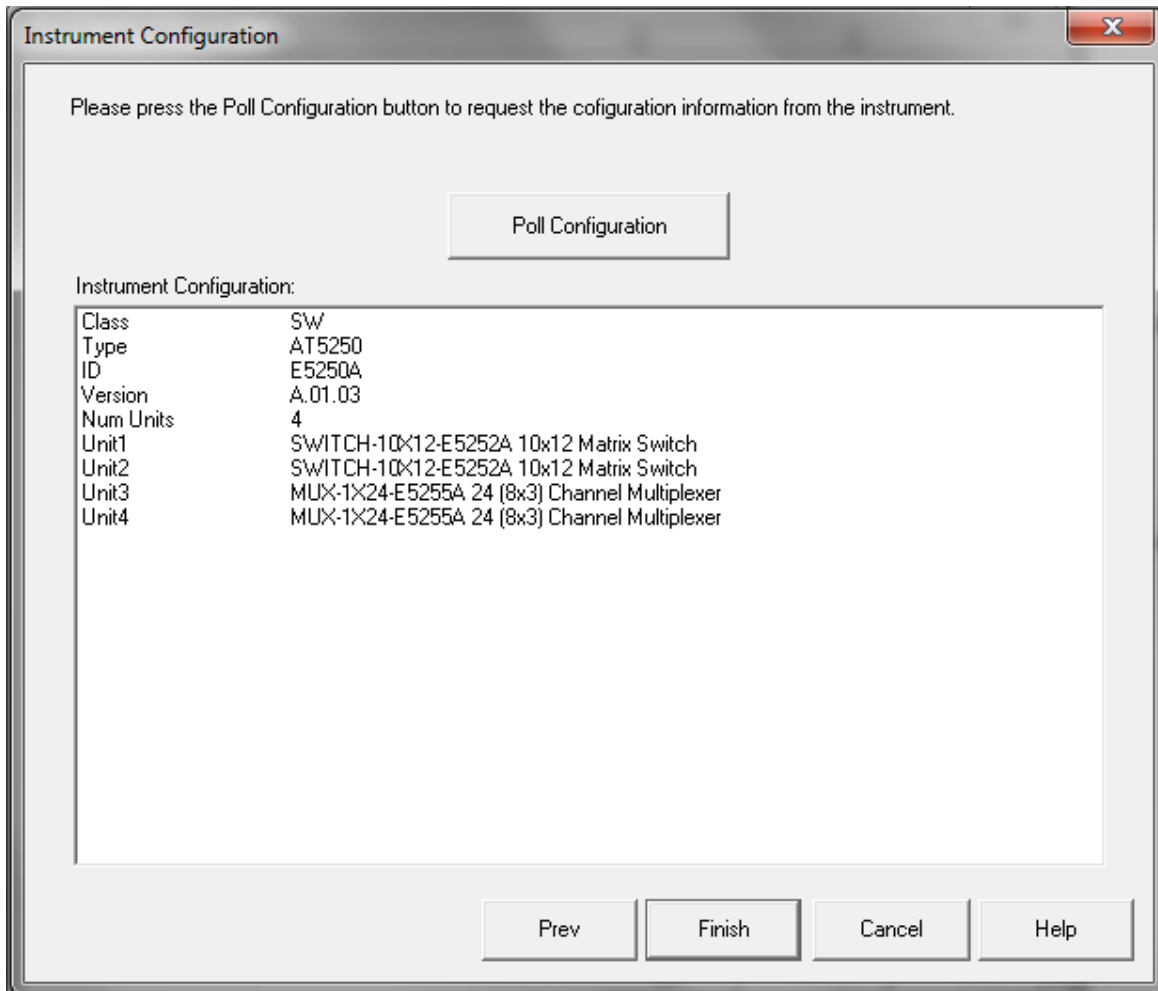 Instrument Configuration
Please press the Poll Configuration button to request the cofiguration information from the instrument.
Poll Configuration
Instrument Configuration:
Class SW
Type AT5250
ID E5250A
Version A.01.03
Num Units 4
Unit1 SWITCH-10X12-E5252A 10x12 Matrix Switch
Unit2 SWITCH-10X12-E5252A 10x12 Matrix Switch
Unit3 MUX-1X24-E5255A 24 (8x3) Channel Multiplexer
Unit4 MUX-1X24-E5255A 24 (8x3) Channel Multiplexer
Prev Finish Cancel Help